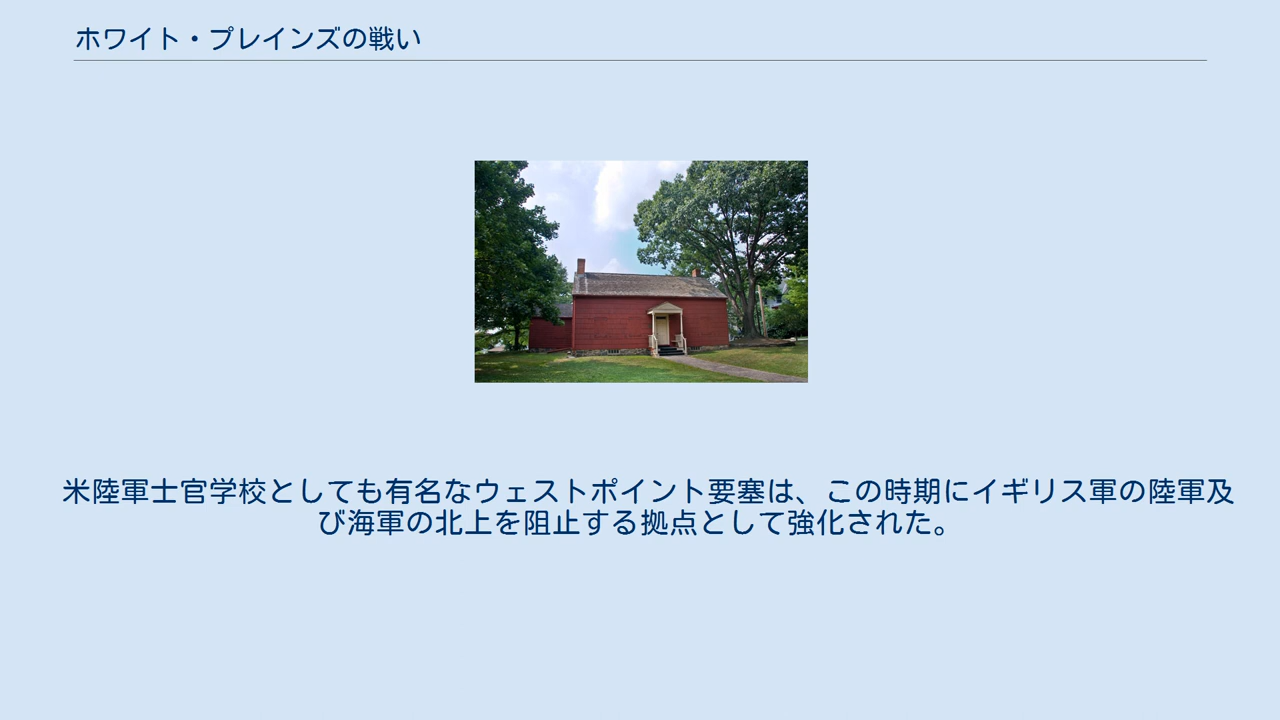 ホワイト・プレインズの戦い
米陸軍士官学校としても有名なウェストポイント要塞は、この時期にイギリス軍の陸軍及
び海軍の北上を阻止する拠点として強化された。